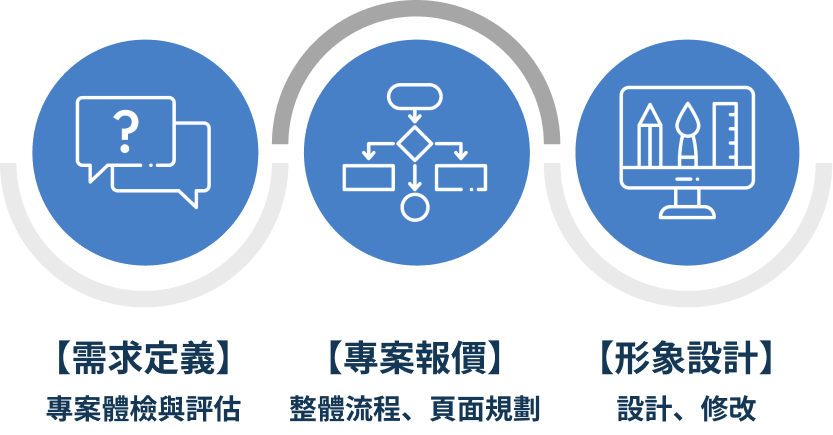 ?
【需求定義】
專案體檢與評估
【專案報價】
整體流程、頁面規劃
【形象設計】
設計、修改